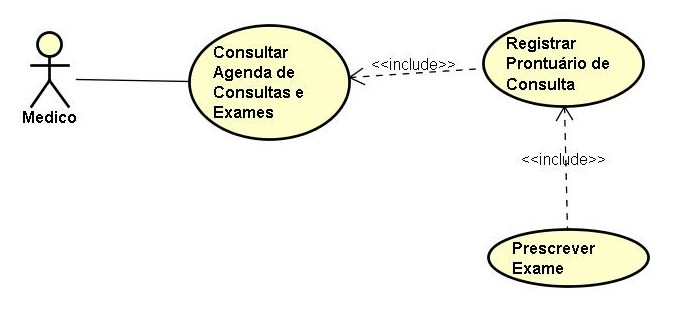 Medico
Consultar
Agenda de
Consultas e
Exames
<<include>>
Registrar
Prontuário de
Consulta
<<include>>
Prescrever
Exame